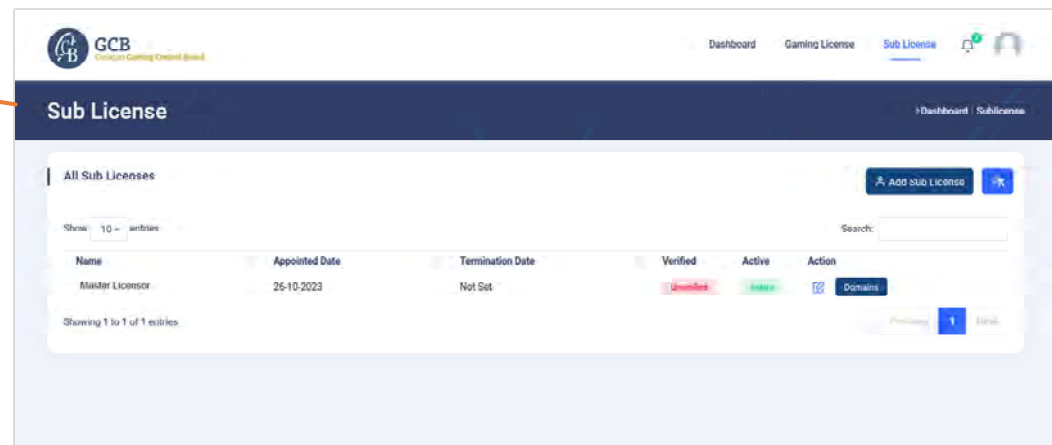 GCB
Curaçao Gaming Control Board
Dashboard Gaming License Sub License
Sub License
Dashboard Sublicense
All Sub Licenses
Add Sub License
Show 10 entries
Search:
Name Appointed Date Termination Date Verified Active Action
Master Licensor 26-10-2023 Not Set Unverified Active Domains
Showing 1 to 1 of 1 entries
Previous 1 Next